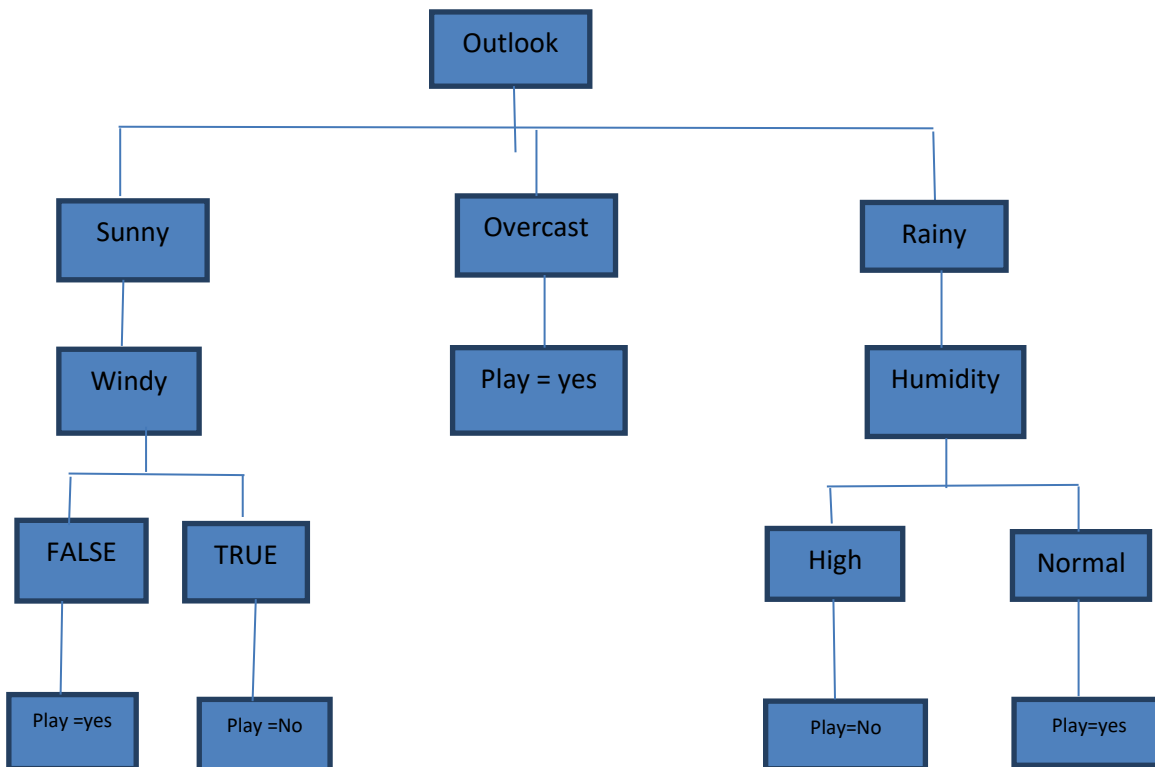 Outlook
Sunny
Overcast
Rainy
Windy
Play = yes
Humidity
FALSE
TRUE
High
Normal
Play =yes
Play =No
Play=No
Play=yes